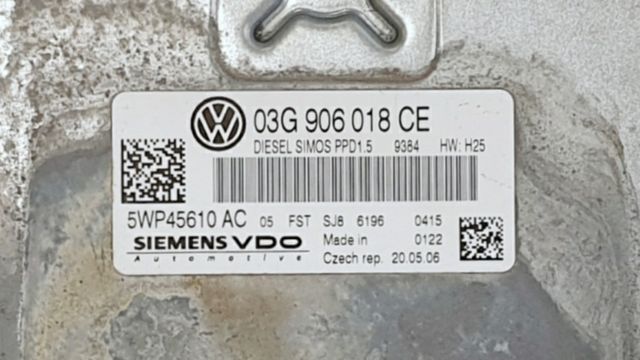 03G 906 018 CE
DIESEL SIMOS PPD1.5 9384 HW: H25
5WP45610 AC 05 FST SJ8 6196 0415
SIEMENS VDO Made in 0122
Automotive Czech rep. 20.05.06